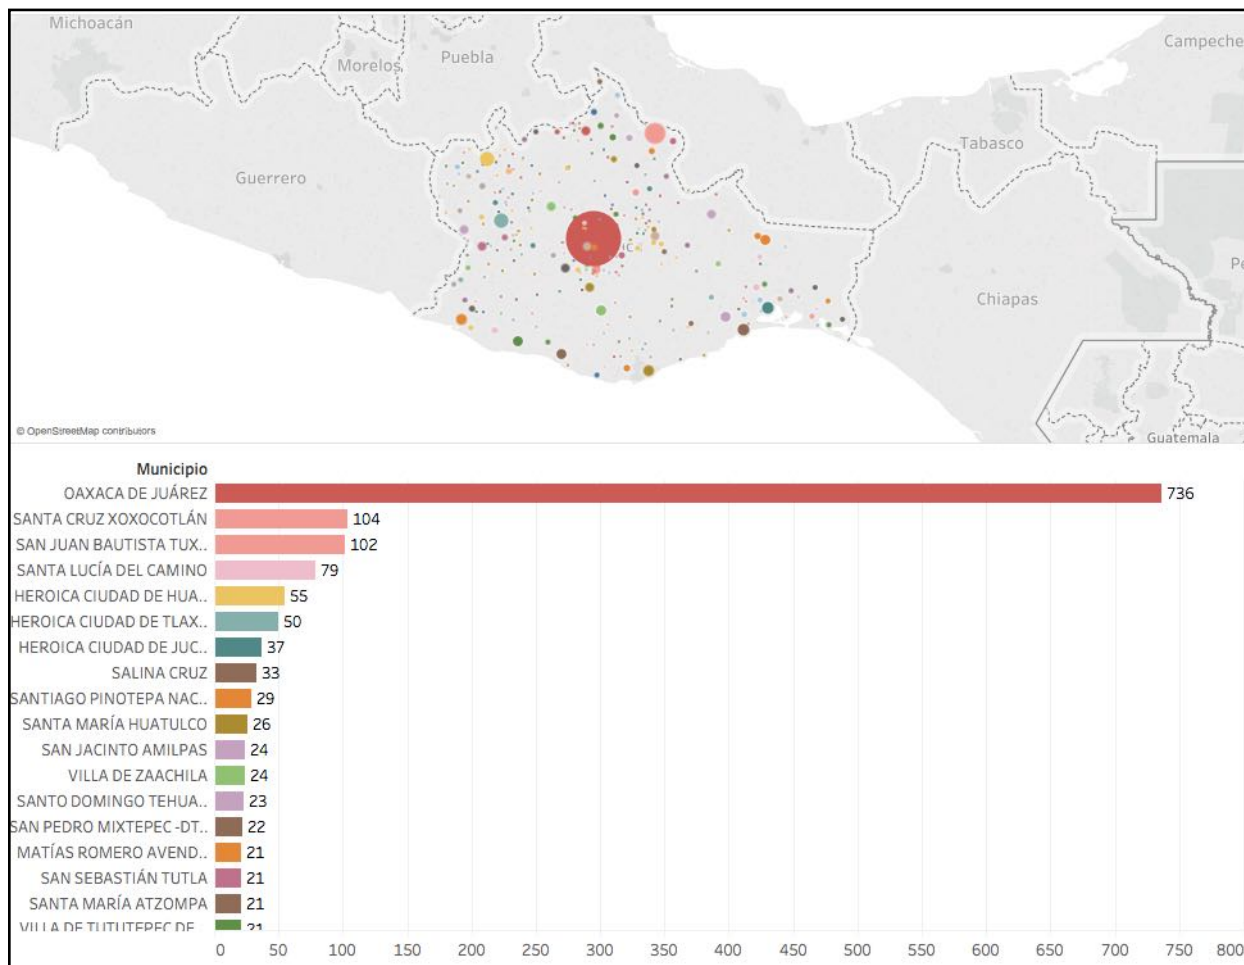 Michoacán
Morelos
Puebla
Campeche
Tabasco
Guerrero
Chiapas
Guatemala
© OpenStreetMap contributors
Municipio
OAXACA DE JUÁREZ 736
SANTA CRUZ XOXOCOTLÁN 104
SAN JUAN BAUTISTA TUX.. 102
SANTA LUCÍA DEL CAMINO 79
HEROICA CIUDAD DE HUA.. 55
HEROICA CIUDAD DE TLAX.. 50
HEROICA CIUDAD DE JUC.. 37
SALINA CRUZ 33
SANTIAGO PINOTEPA NAC.. 29
SANTA MARÍA HUATULCO 26
SAN JACINTO AMILPAS 24
VILLA DE ZAACHILA 24
SANTO DOMINGO TEHUA.. 23
SAN PEDRO MIXTEPEC -DT.. 22
MATÍAS ROMERO AVEND.. 21
SAN SEBASTIÁN TUTLA 21
SANTA MARÍA ATZOMPA 21
VILLA DE TUTUTEPEC DE .. 21
0 50 100 150 200 250 300 350 400 450 500 550 600 650 700 750 800